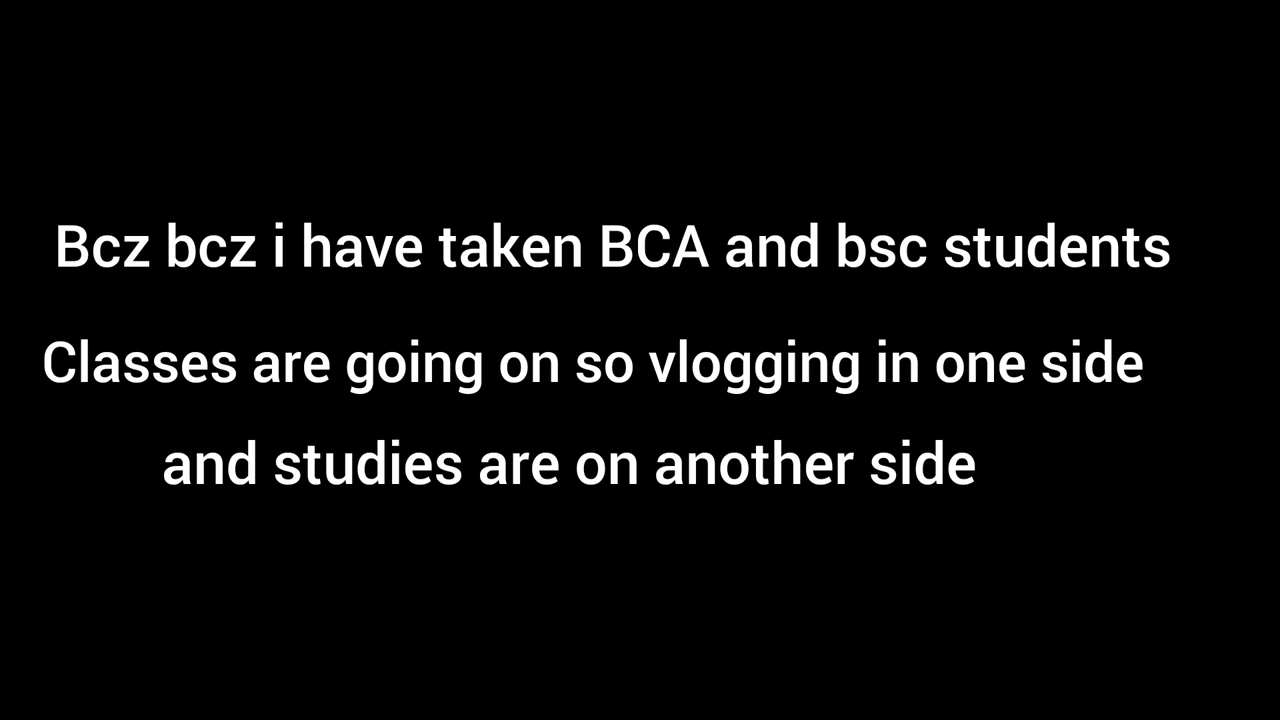 Bcz bcz i have taken BCA and bsc students
Classes are going on so vlogging in one side
and studies are on another side